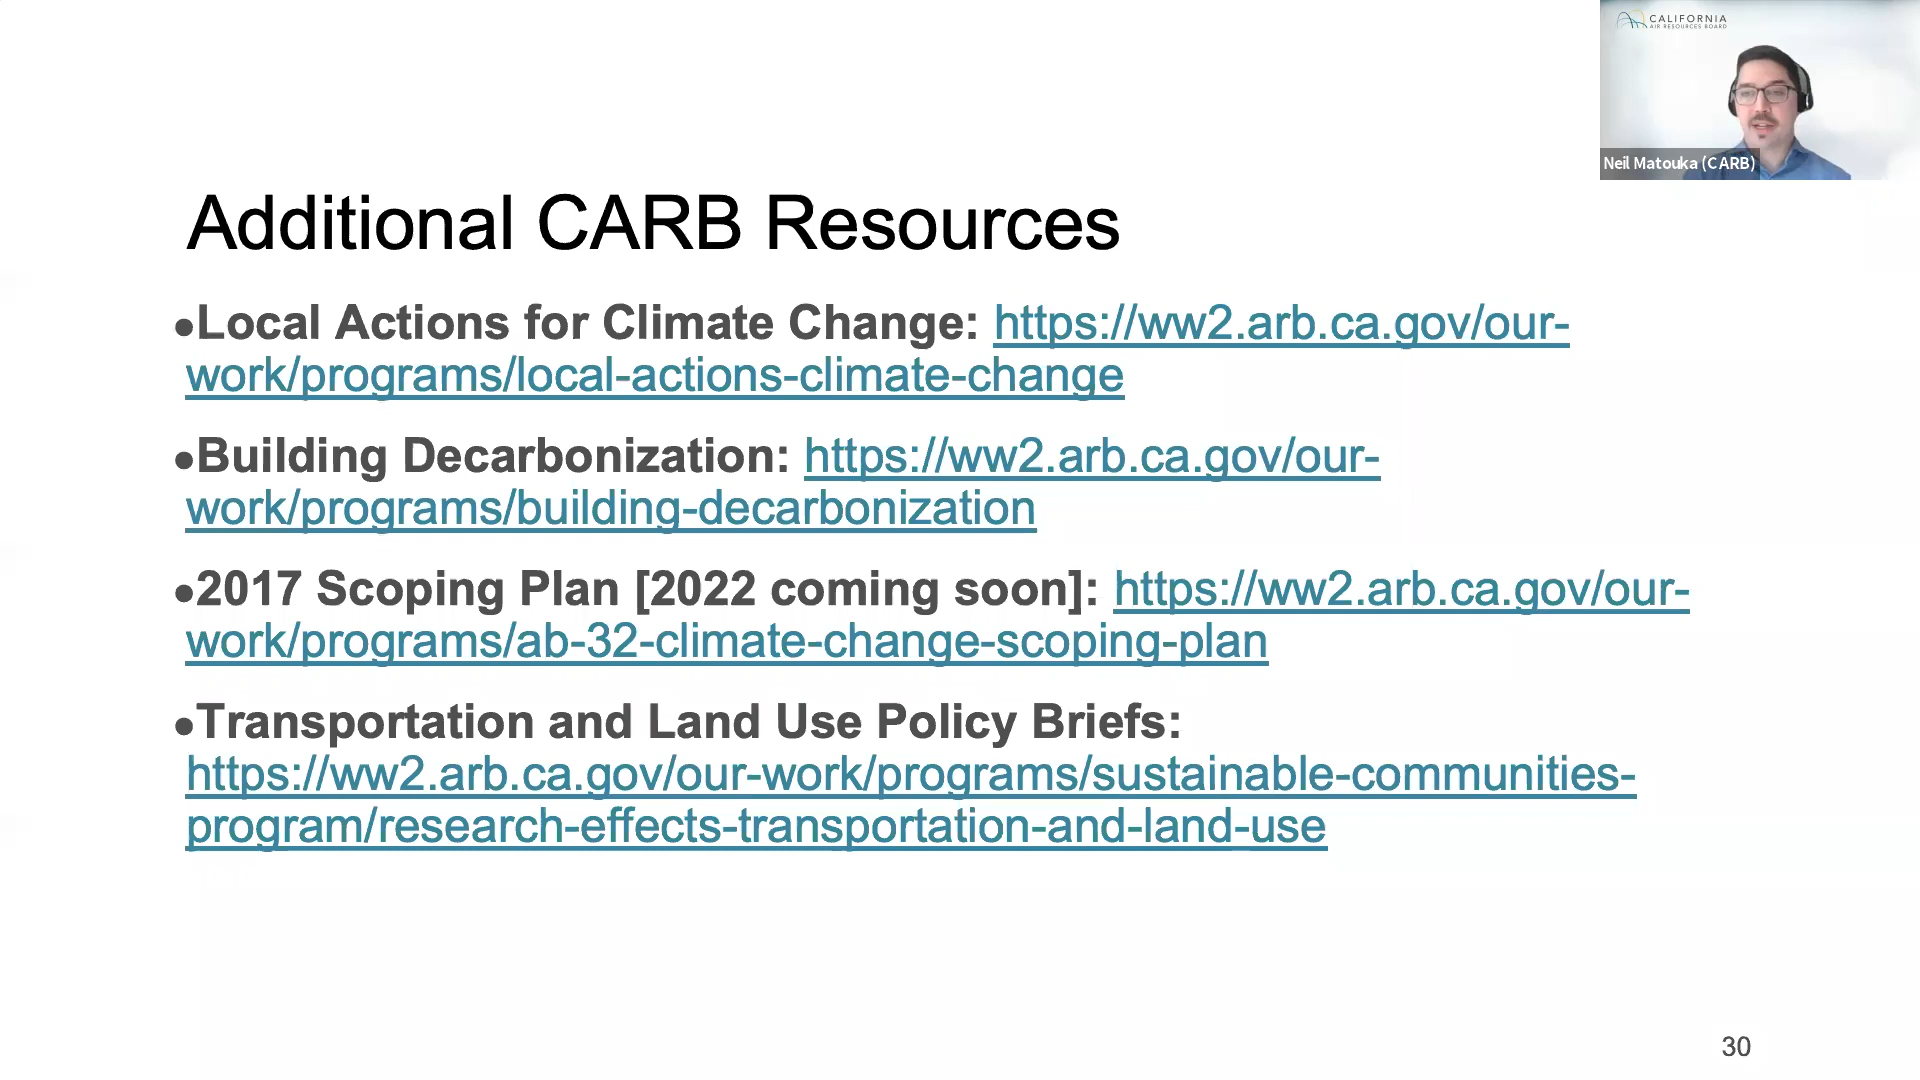 CALIFORNIA
AIR RESOURCES BOARD
Neil Matouka (CARB)
Additional CARB Resources
●Local Actions for Climate Change: https://ww2.arb.ca.gov/our-
work/programs/local-actions-climate-change
●Building Decarbonization: https://ww2.arb.ca.gov/our-
work/programs/building-decarbonization
●2017 Scoping Plan [2022 coming soon]: https://ww2.arb.ca.gov/our-
work/programs/ab-32-climate-change-scoping-plan
●Transportation and Land Use Policy Briefs:
https://ww2.arb.ca.gov/our-work/programs/sustainable-communities-
program/research-effects-transportation-and-land-use
30